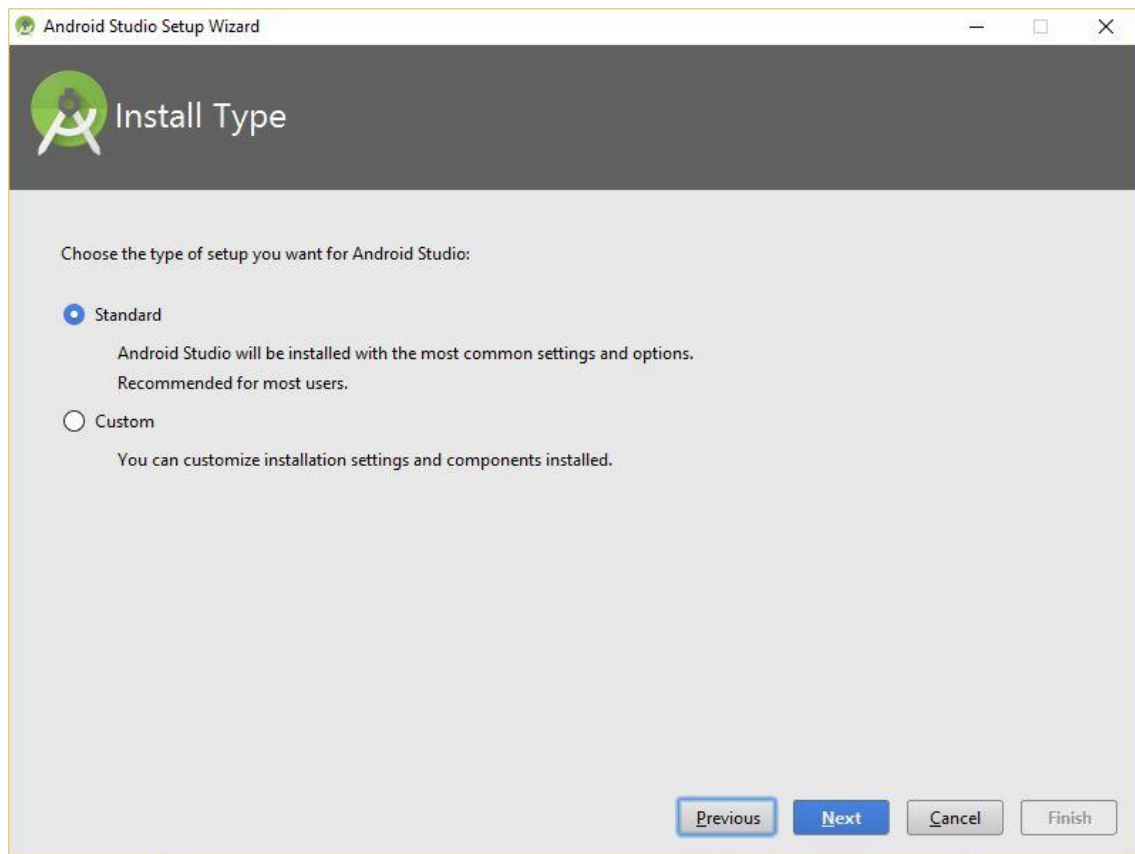 Android Studio Setup Wizard
Install Type
Choose the type of setup you want for Android Studio:
Standard
Android Studio will be installed with the most common settings and options.
Recommended for most users.
Custom
You can customize installation settings and components installed.
Previous Next Cancel Finish